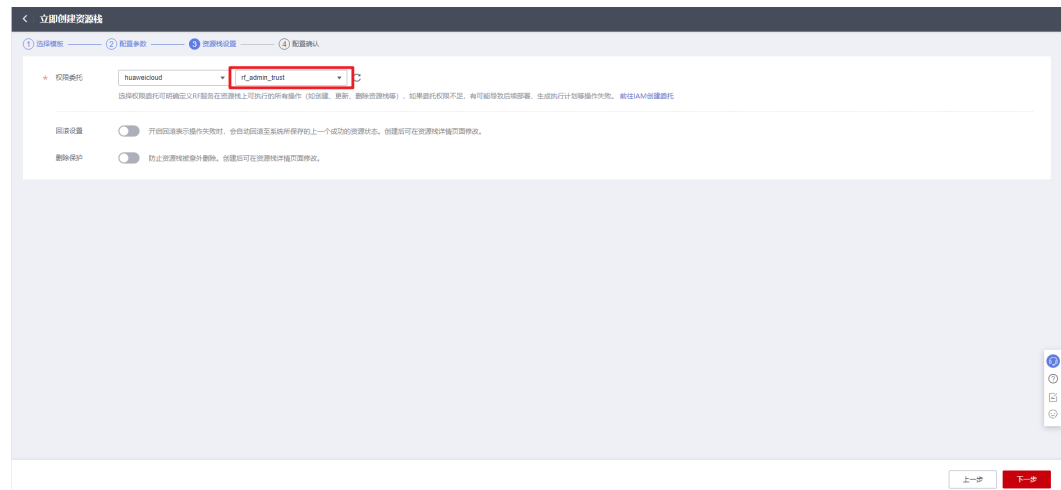 立即创建资源栈
1 选择模板 2 配置参数 3 资源栈设置 4 配置确认
* 权限委托 huaweicloud rf_admin_trust
选择权限委托可明确定义RF服务在资源栈上可执行的所有操作（如创建、更新、删除资源栈等），如果委托权限不足，有可能导致后续部署、生成执行计划等操作失败。 前往IAM创建委托
回滚设置 开启回滚表示操作失败时，会自动回滚至系统所保存的上一个成功的资源状态。创建后可在资源栈详情页面修改。
删除保护 防止资源栈被意外删除。创建后可在资源栈详情页面修改。
上一步 下一步